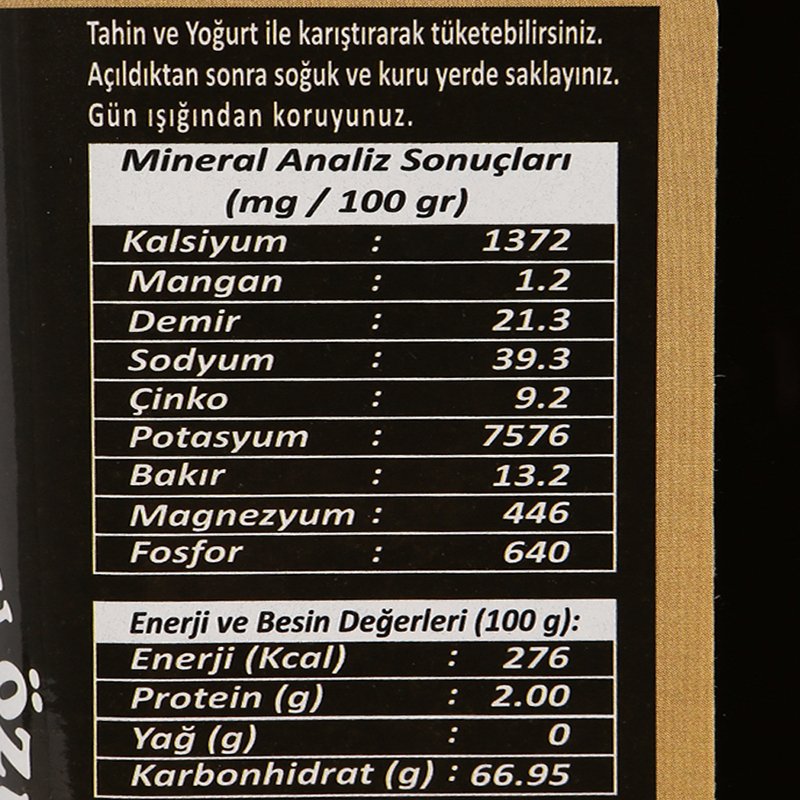 Tahin ve Yoğurt ile karıştırarak tüketebilirsiniz.
Açıldıktan sonra soğuk ve kuru yerde saklayınız.
Gün ışığından koruyunuz.
Mineral Analiz Sonuçları
(mg / 100 gr)
Kalsiyum : 1372
Mangan : 1.2
Demir : 21.3
Sodyum : 39.3
Çinko : 9.2
Potasyum : 7576
Bakır : 13.2
Magnezyum : 446
Fosfor : 640
Enerji ve Besin Değerleri (100 g):
Enerji (Kcal) : 276
Protein (g) : 2.00
Yağ (g) : 0
Karbonhidrat (g) : 66.95